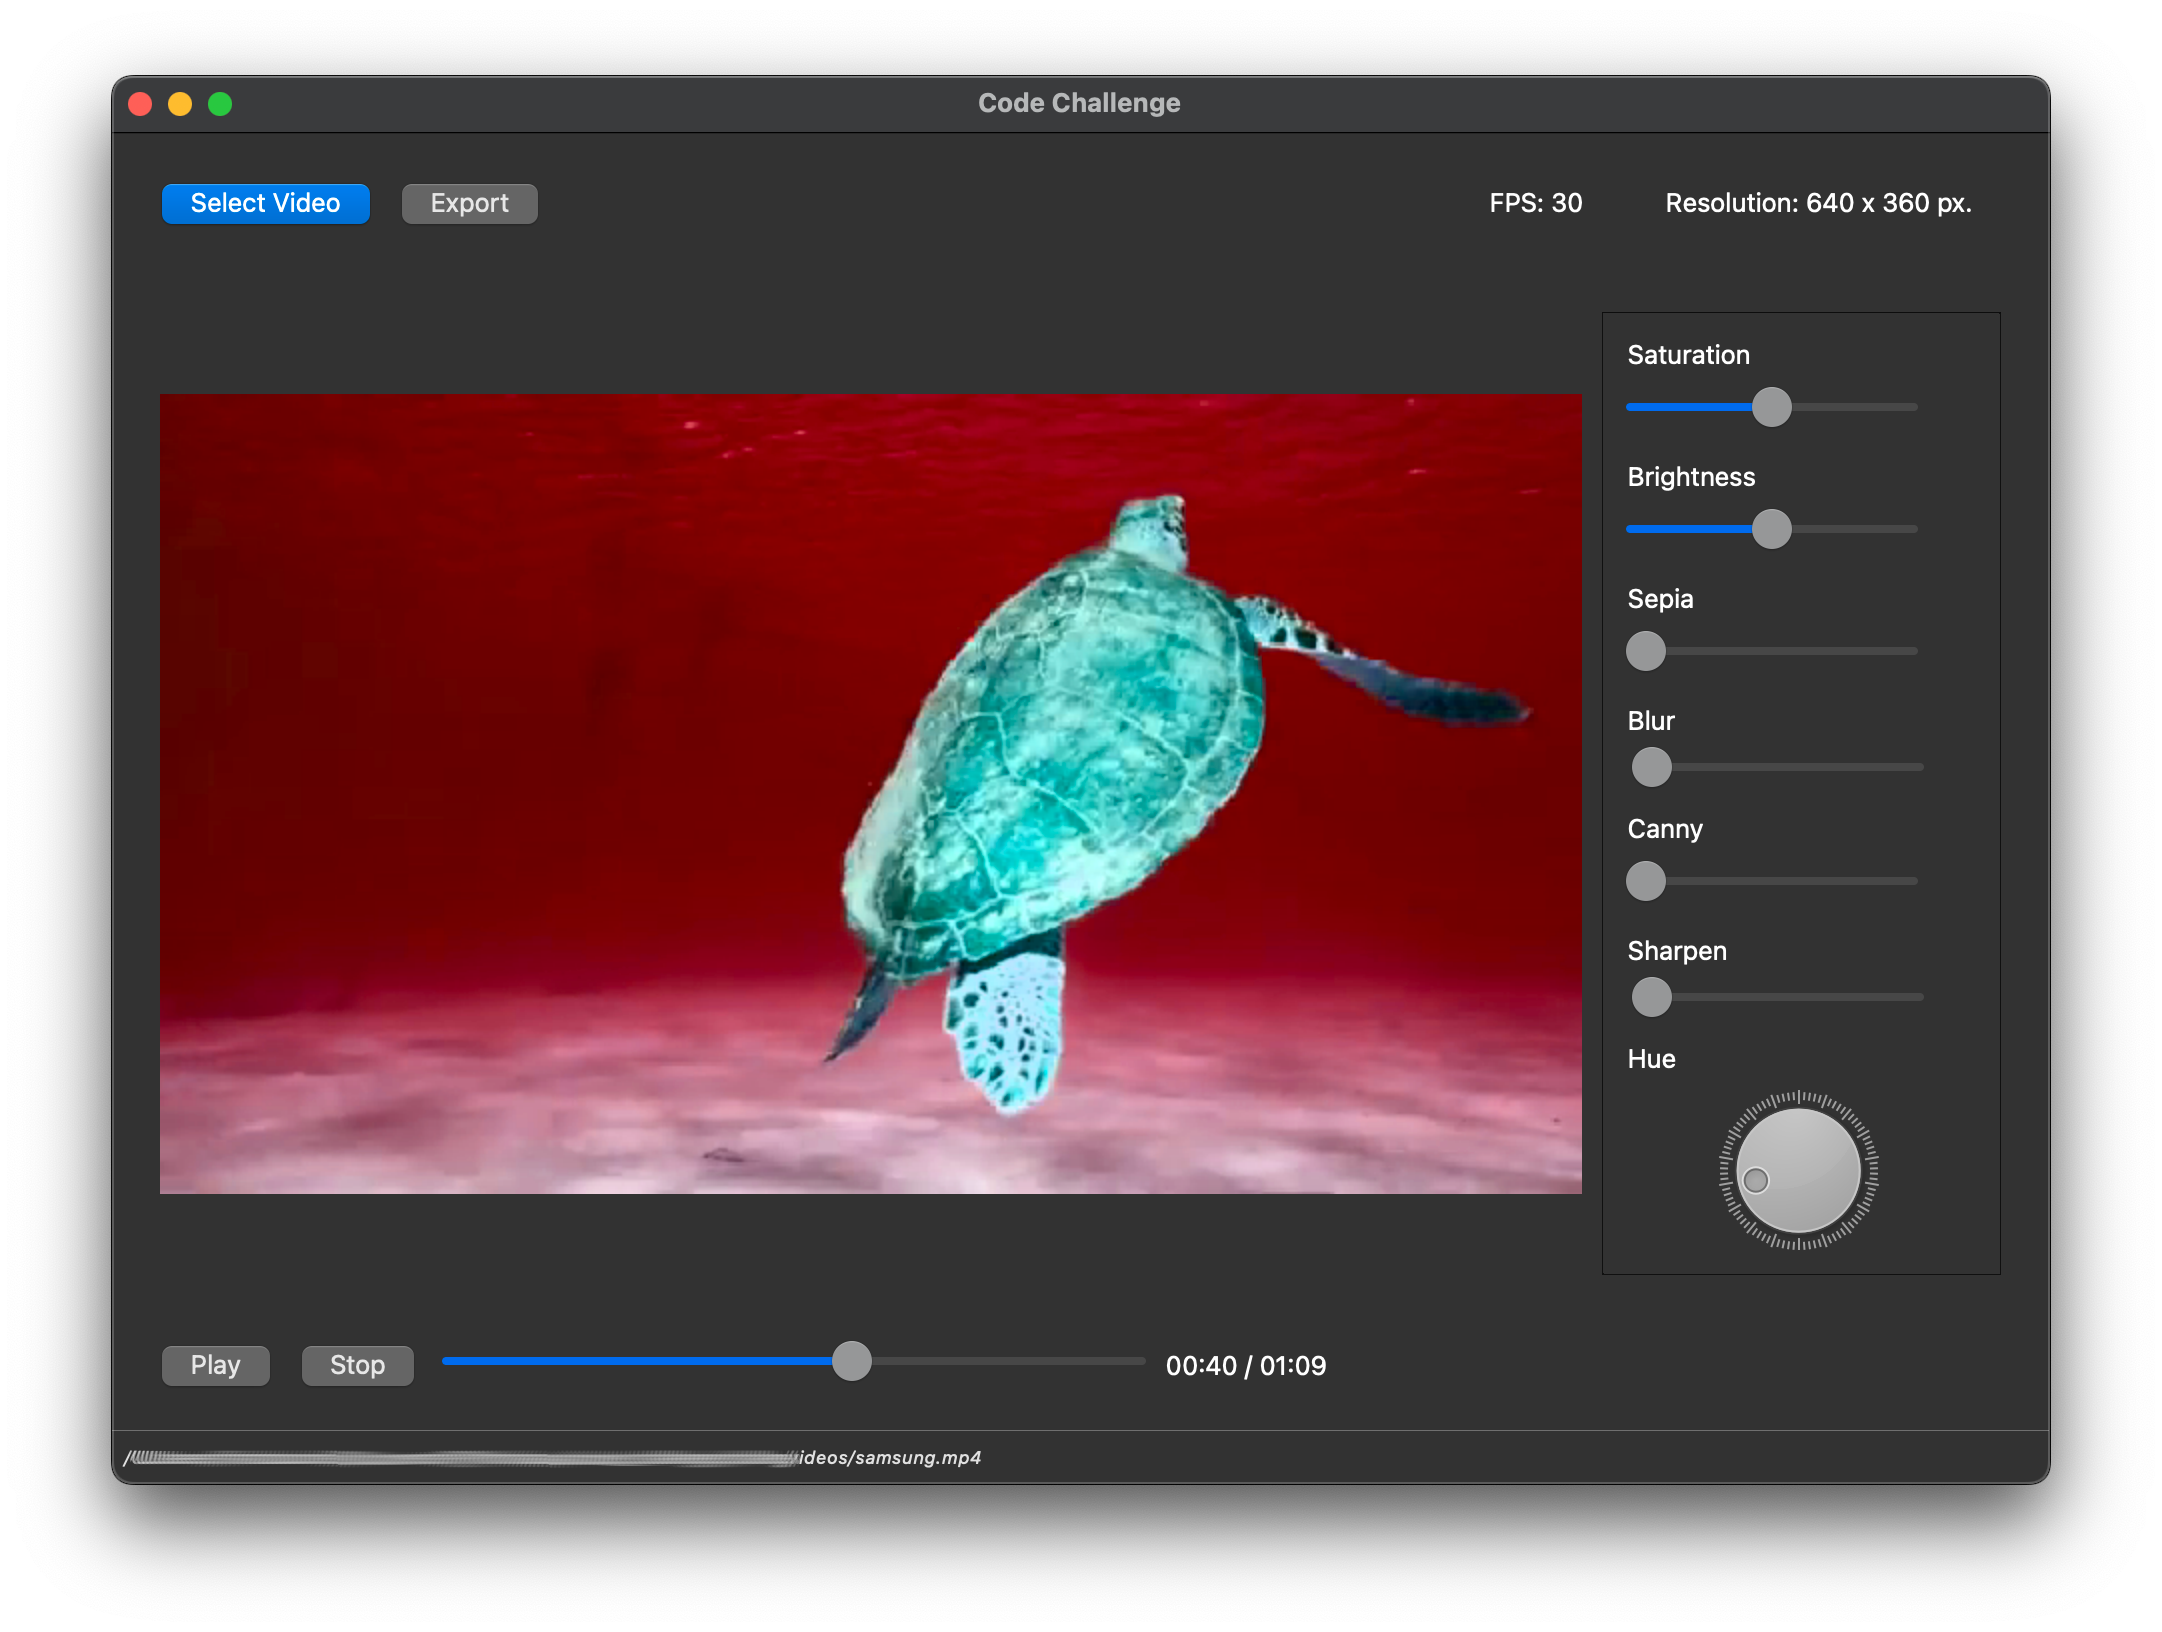 Code Challenge
Select Video Export FPS: 30 Resolution: 640 x 360 px.
Saturation
Brightness
Sepia
Blur
Canny
Sharpen
Hue
Play Stop 00:40 / 01:09
ideos/samsung.mp4